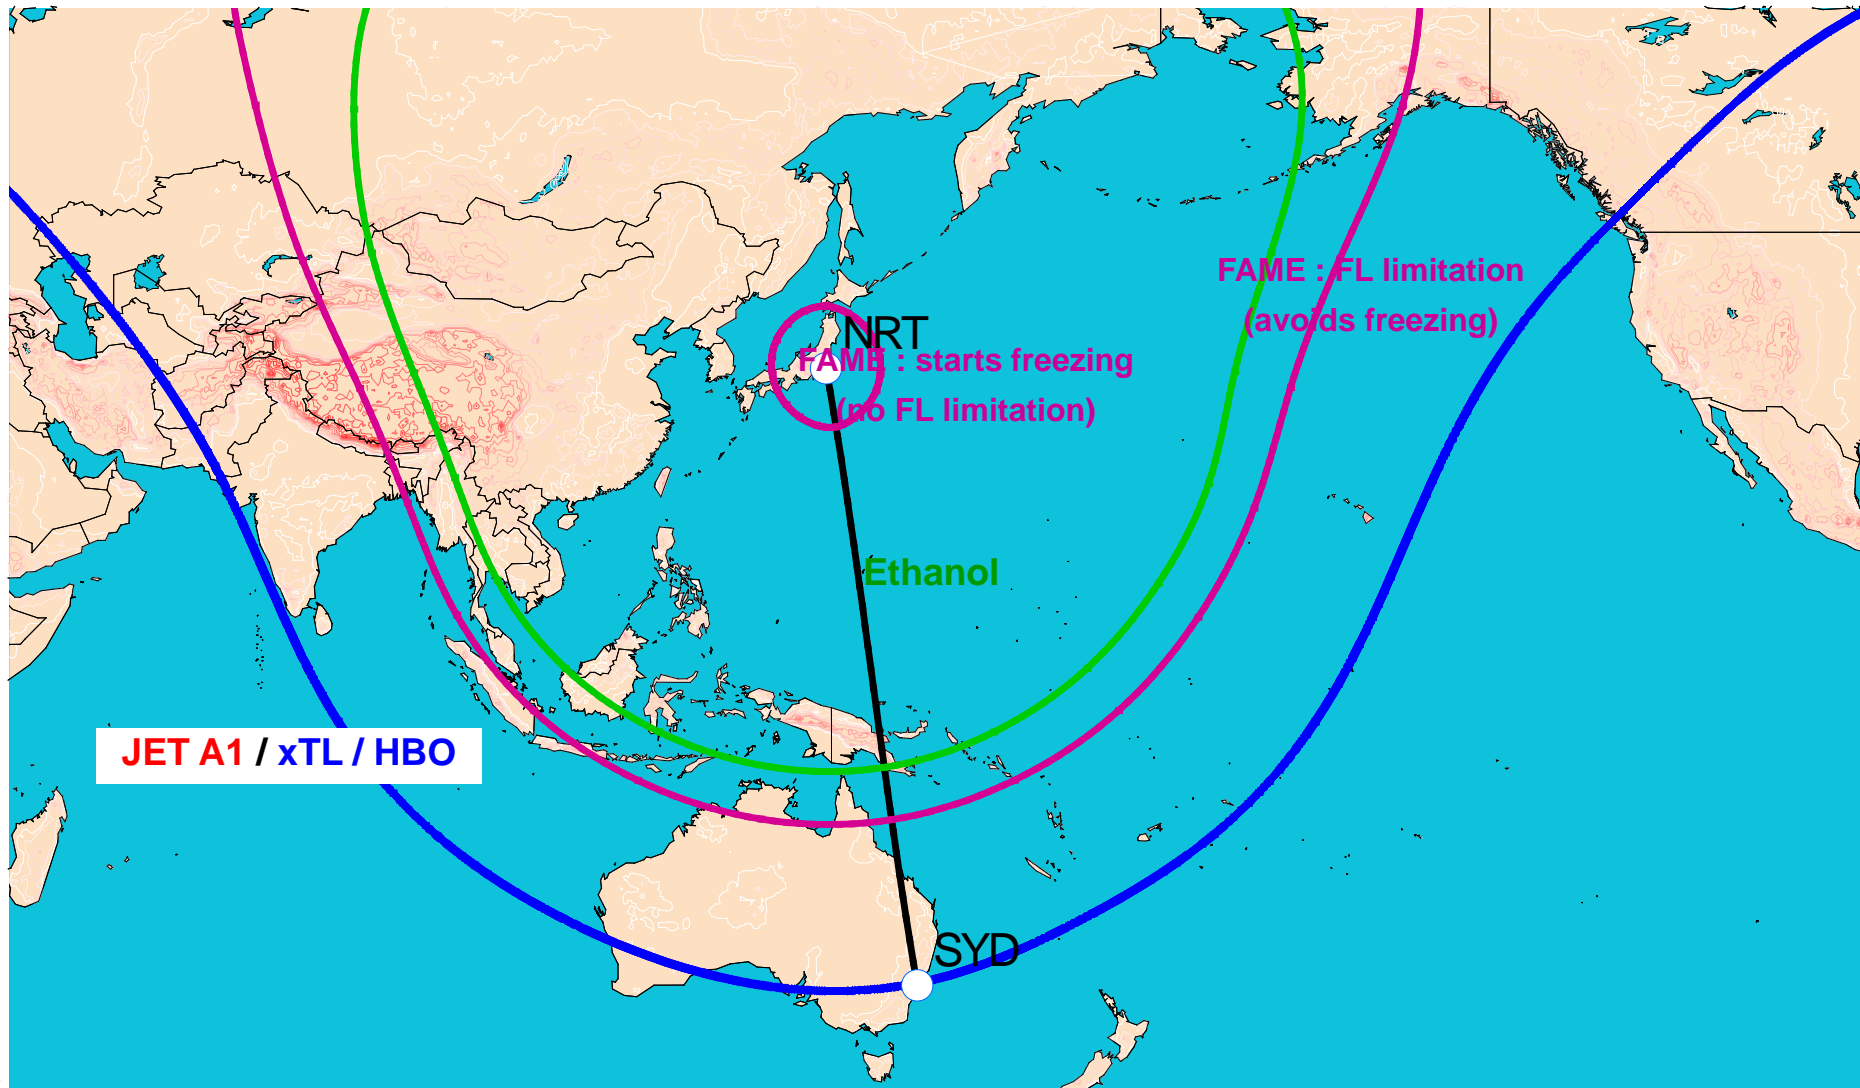 FAME : FL limitation
(avoids freezing)
NRT
FAME : starts freezing
(no FL limitation)
Ethanol
JET A1 / xTL / HBO
SYD